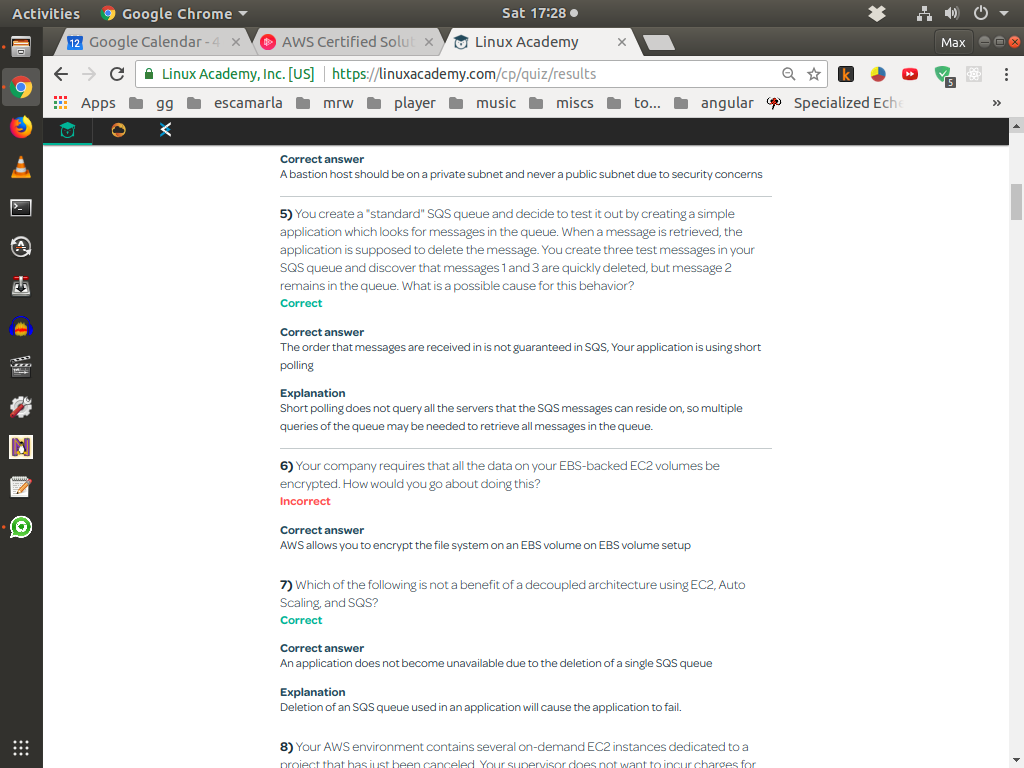 Activities
Google Chrome
Sat 17:28
Google Calendar - 4
AWS Certified Solut
Linux Academy
Max
Linux Academy, Inc. [US]
https://linuxacademy.com/cp/quiz/results
5
Apps
gg
escamarla
mrw
player
music
miscs
to...
angular
Specialized Eche
»
Correct answer
A bastion host should be on a private subnet and never a public subnet due to security concerns
5) You create a "standard" SQS queue and decide to test it out by creating a simple
application which looks for messages in the queue. When a message is retrieved, the
application is supposed to delete the message. You create three test messages in your
SQS queue and discover that messages 1 and 3 are quickly deleted, but message 2
remains in the queue. What is a possible cause for this behavior?
Correct
Correct answer
The order that messages are received in is not guaranteed in SQS, Your application is using short
polling
Explanation
Short polling does not query all the servers that the SQS messages can reside on, so multiple
queries of the queue may be needed to retrieve all messages in the queue.
6) Your company requires that all the data on your EBS-backed EC2 volumes be
encrypted. How would you go about doing this?
Incorrect
Correct answer
AWS allows you to encrypt the file system on an EBS volume on EBS volume setup
7) Which of the following is not a benefit of a decoupled architecture using EC2, Auto
Scaling, and SQS?
Correct
Correct answer
An application does not become unavailable due to the deletion of a single SQS queue
Explanation
Deletion of an SQS queue used in an application will cause the application to fail.
8) Your AWS environment contains several on-demand EC2 instances dedicated to a
project that has just been canceled. Your supervisor does not want to incur charges for